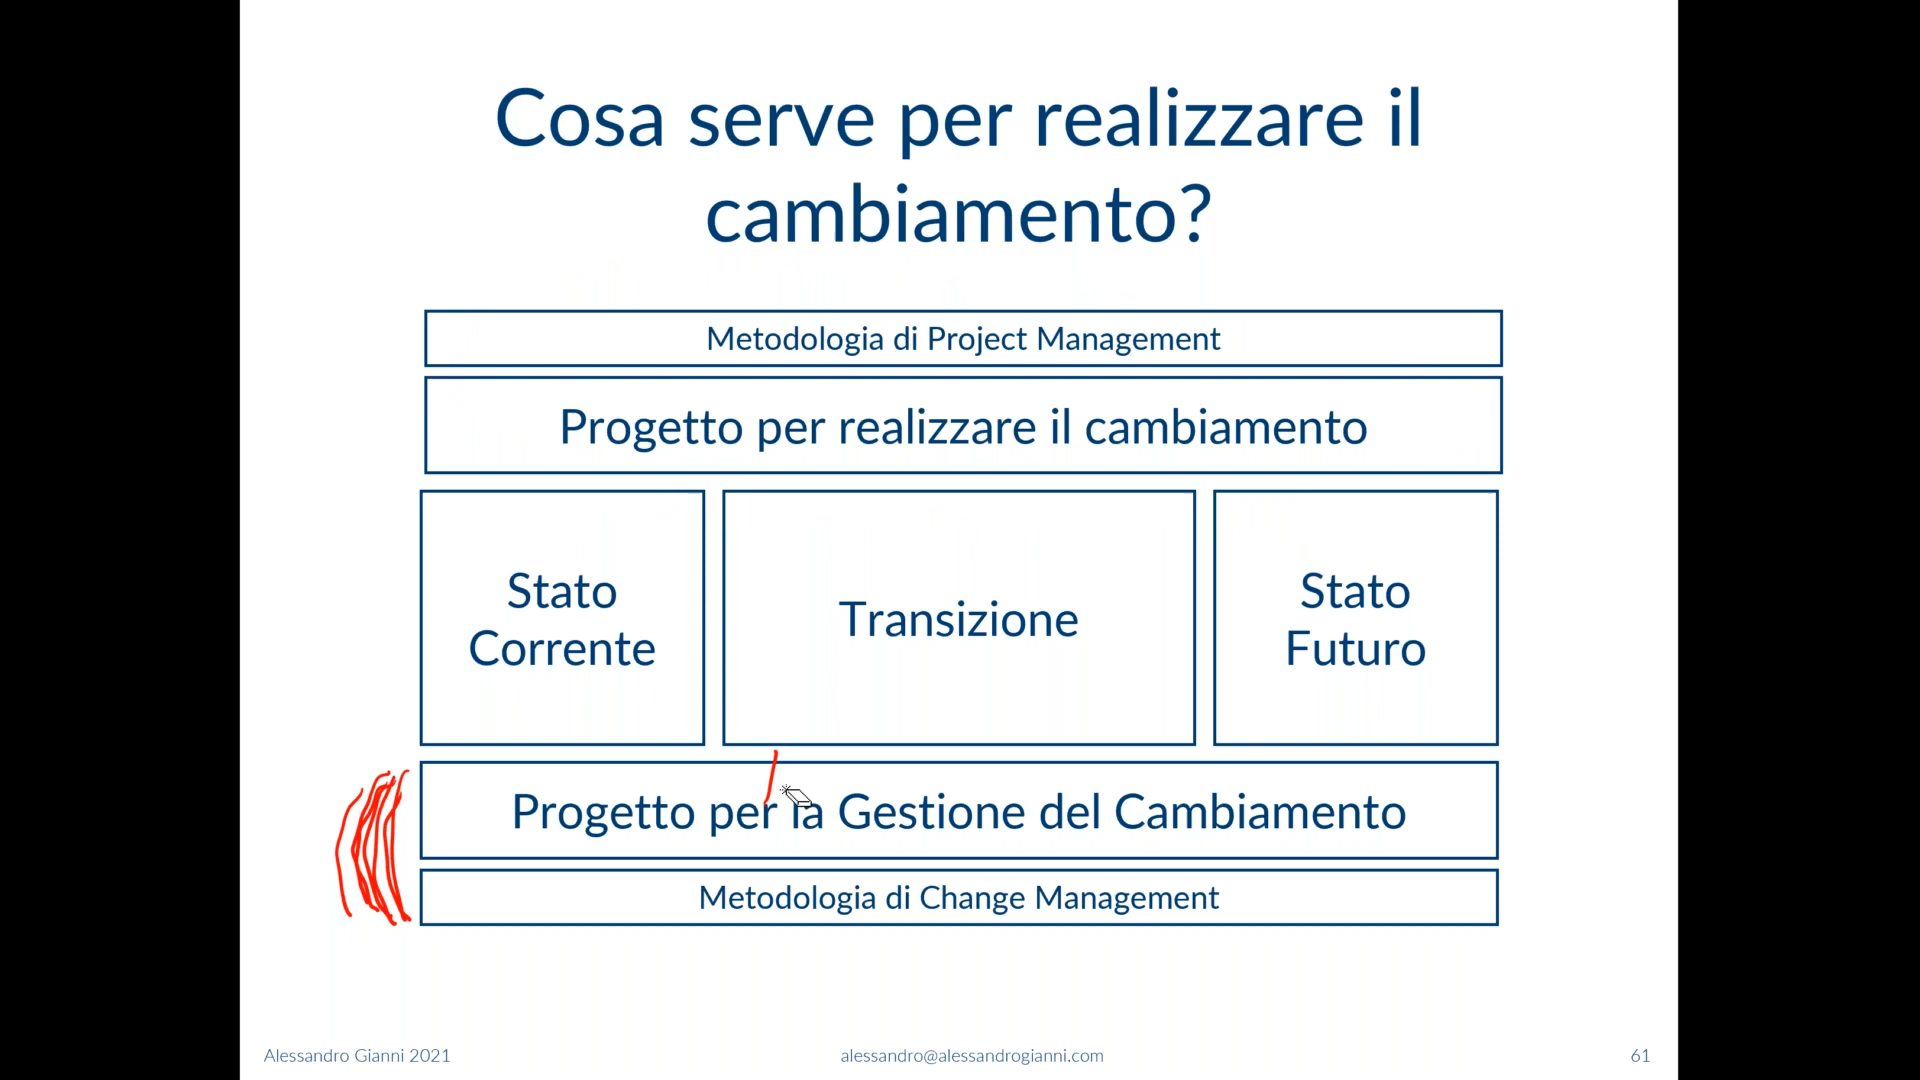 Cosa serve per realizzare il
cambiamento?
Metodologia di Project Management
Progetto per realizzare il cambiamento
Stato
Corrente
Transizione
Stato
Futuro
Progetto per la Gestione del Cambiamento
Metodologia di Change Management
Alessandro Gianni 2021
alessandro@alessandrogianni.com
61